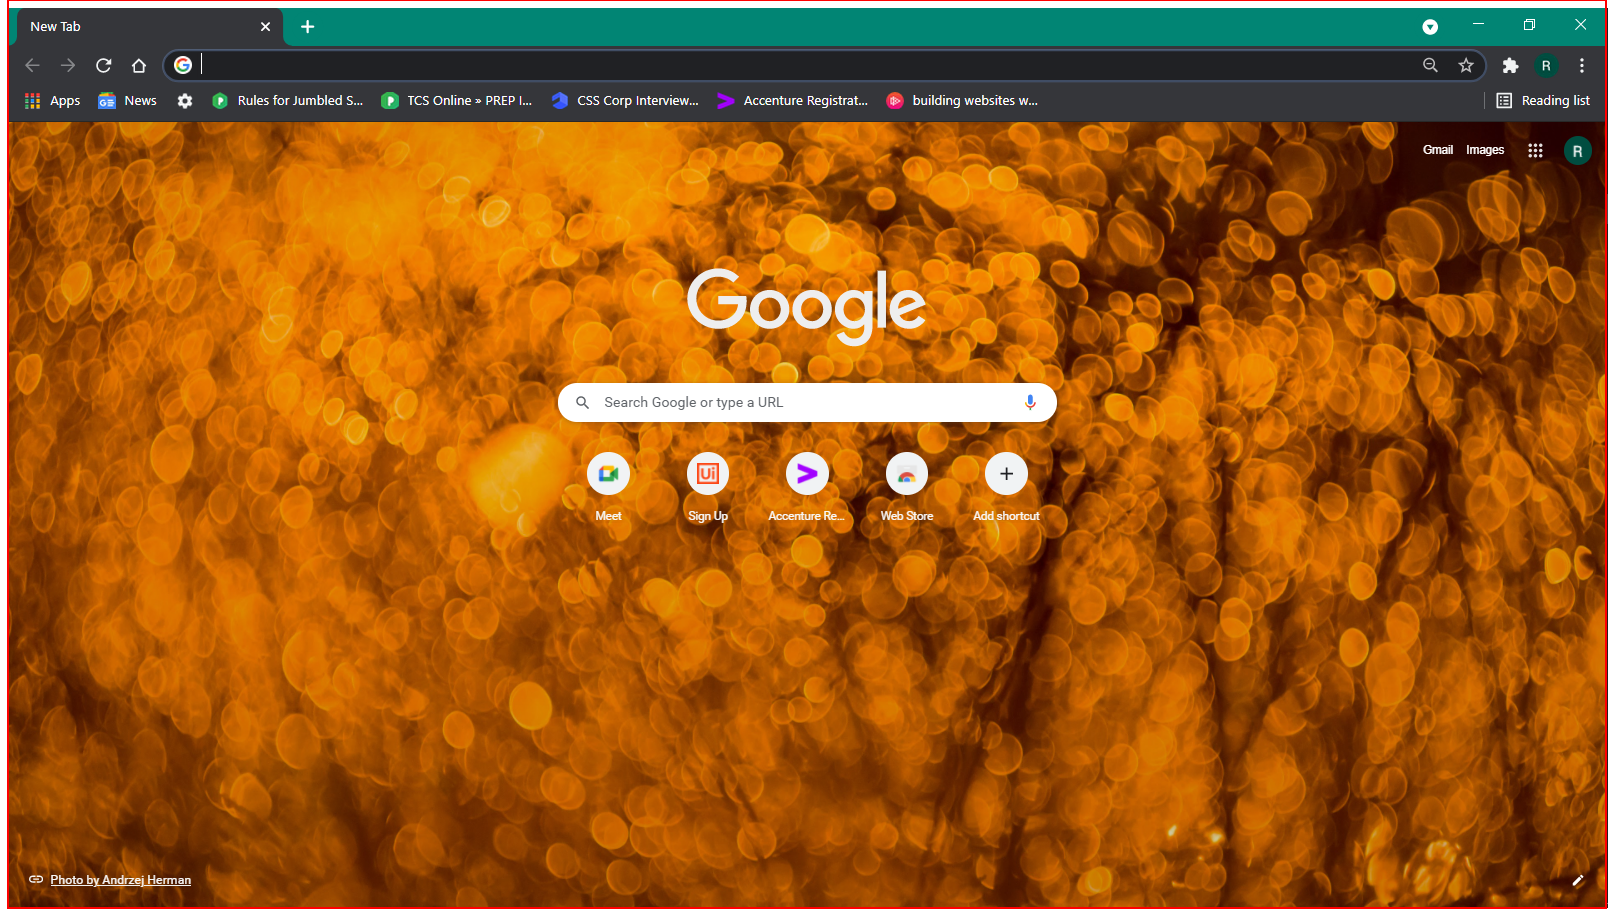 New Tab
Apps News Rules for Jumbled S... TCS Online » PREP I... CSS Corp Interview... Accenture Registrat... building websites w... Reading list
R
Gmail Images R
Google
Search Google or type a URL
Ui
Meet Sign Up Accenture Re... Web Store Add shortcut
Photo by Andrzej Herman